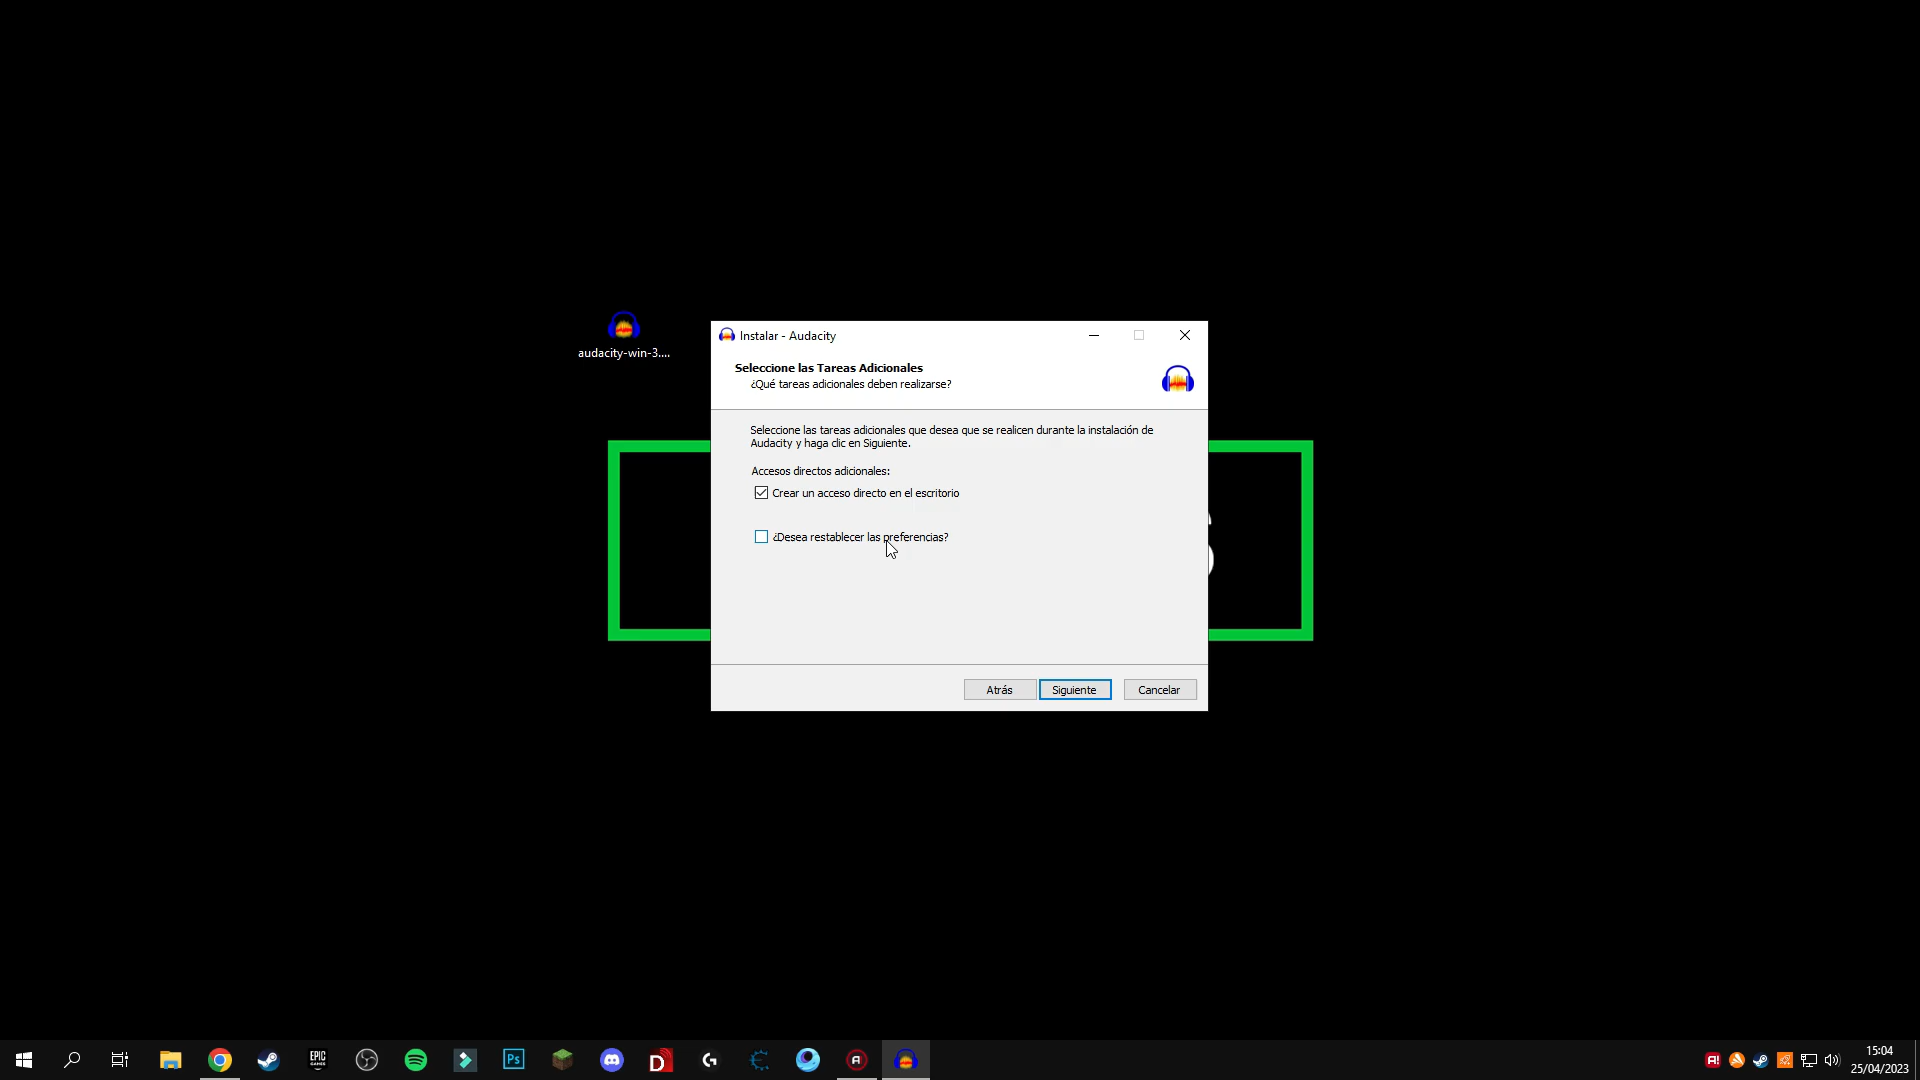 audacity-win-3....
Instalar - Audacity
Seleccione las Tareas Adicionales
¿Qué tareas adicionales deben realizarse?
Seleccione las tareas adicionales que desea que se realicen durante la instalación de
Audacity y haga clic en Siguiente.
Accesos directos adicionales:
Crear un acceso directo en el escritorio
¿Desea restablecer las preferencias?
Atrás
Siguiente
Cancelar
EPIC
GAMES
Ps
15:04
25/04/2023